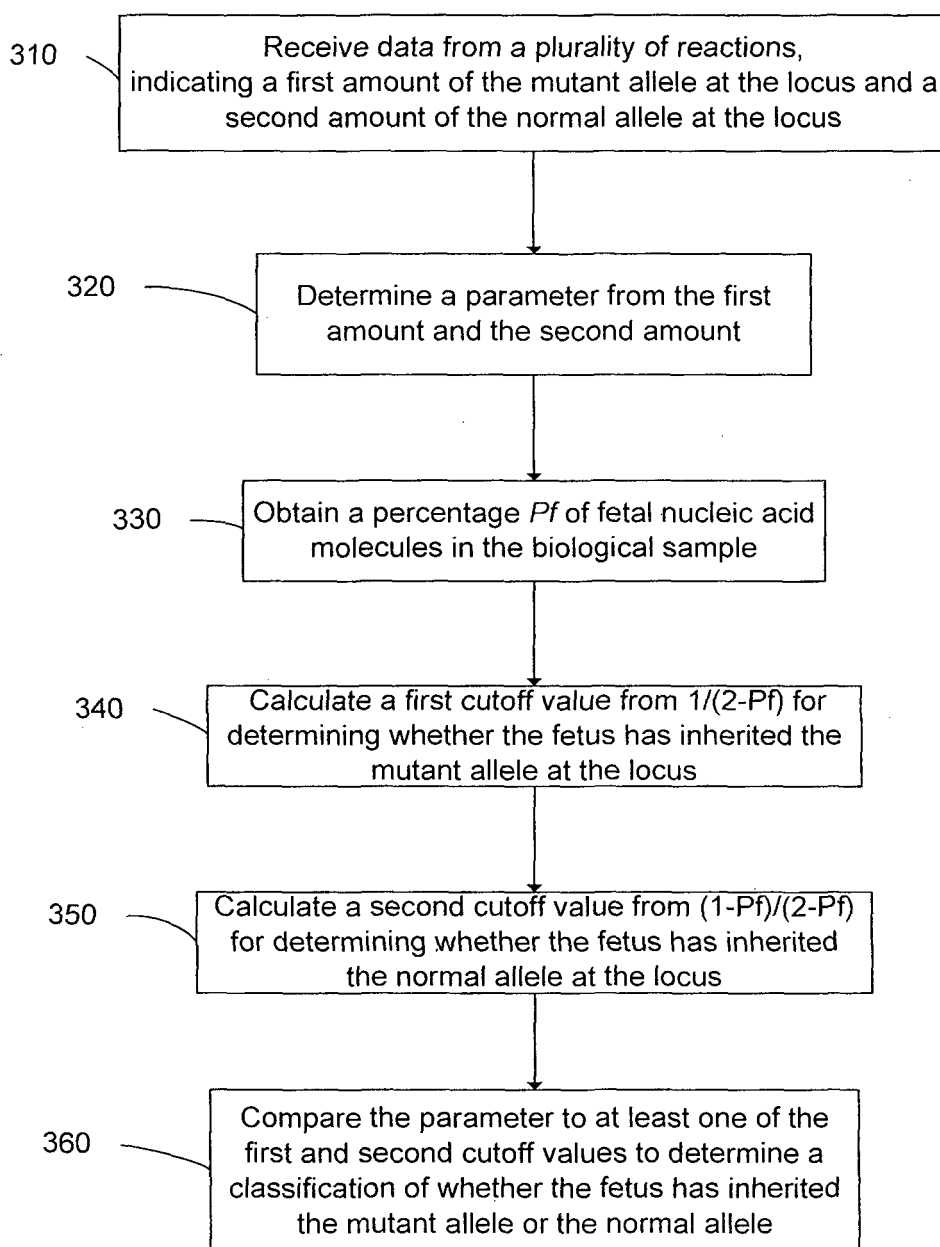 310
Receive data from a plurality of reactions,
indicating a first amount of the mutant allele at the locus and a
second amount of the normal allele at the locus
320
Determine a parameter from the first
amount and the second amount
330
Obtain a percentage Pf of fetal nucleic acid
molecules in the biological sample
340
Calculate a first cutoff value from 1/(2-Pf) for
determining whether the fetus has inherited the
mutant allele at the locus
350
Calculate a second cutoff value from (1-Pf)/(2-Pf)
for determining whether the fetus has inherited
the normal allele at the locus
360
Compare the parameter to at least one of the
first and second cutoff values to determine a
classification of whether the fetus has inherited
the mutant allele or the normal allele